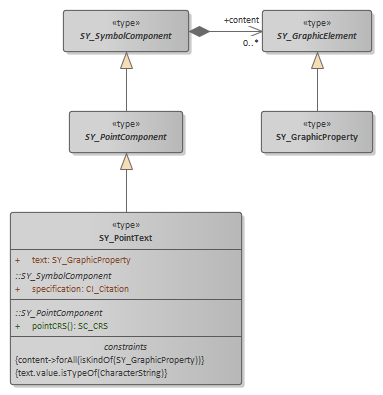 «type»
SY_SymbolComponent
+content
0..*
«type»
SY_GraphicElement
«type»
SY_PointComponent
«type»
SY_GraphicProperty
«type»
SY_PointText
+ text: SY_GraphicProperty
::SY_SymbolComponent
+ specification: CI_Citation
::SY_PointComponent
+ pointCRS(): SC_CRS
constraints
{content->forAll(isKindOf(SY_GraphicProperty))}
{text.value.isTypeOf(CharacterString)}